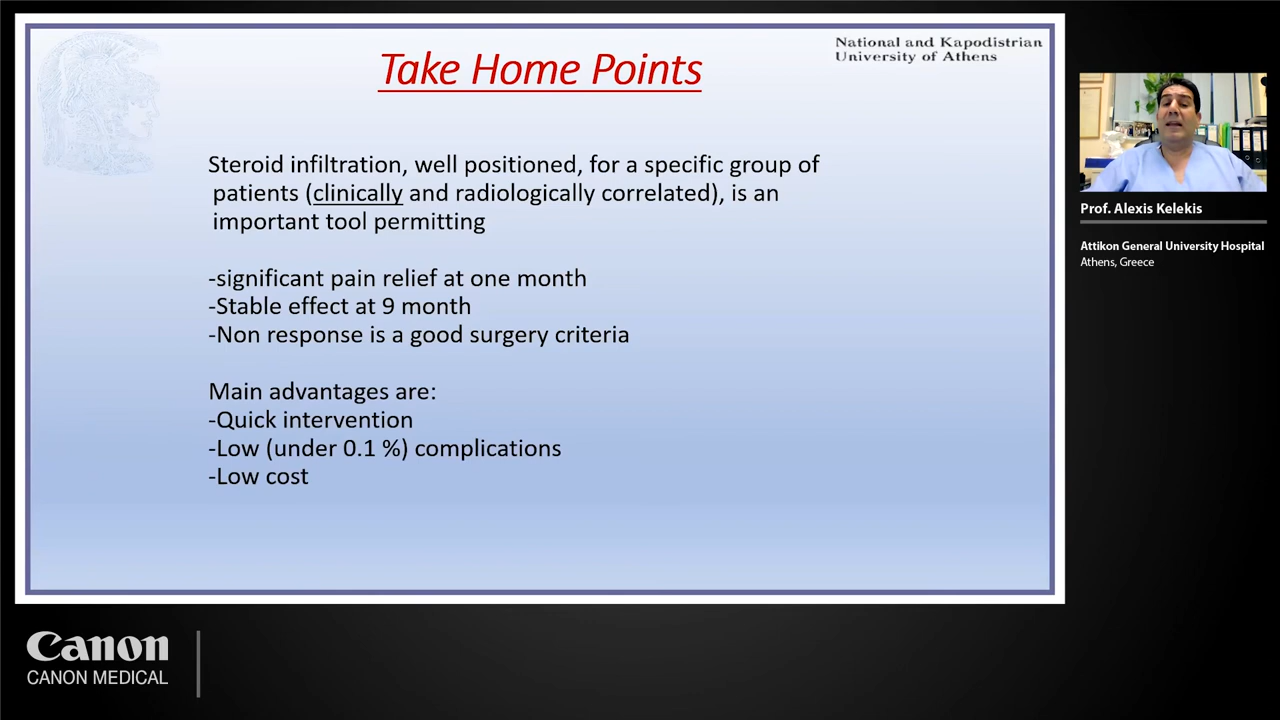 Take Home Points
National and Kapodistrian
University of Athens
Steroid infiltration, well positioned, for a specific group of
patients (clinically and radiologically correlated), is an
important tool permitting
-significant pain relief at one month
-Stable effect at 9 month
-Non response is a good surgery criteria
Main advantages are:
-Quick intervention
-Low (under 0.1 %) complications
-Low cost
Prof. Alexis Kelekis
Attikon General University Hospital
Athens, Greece
Canon
CANON MEDICAL